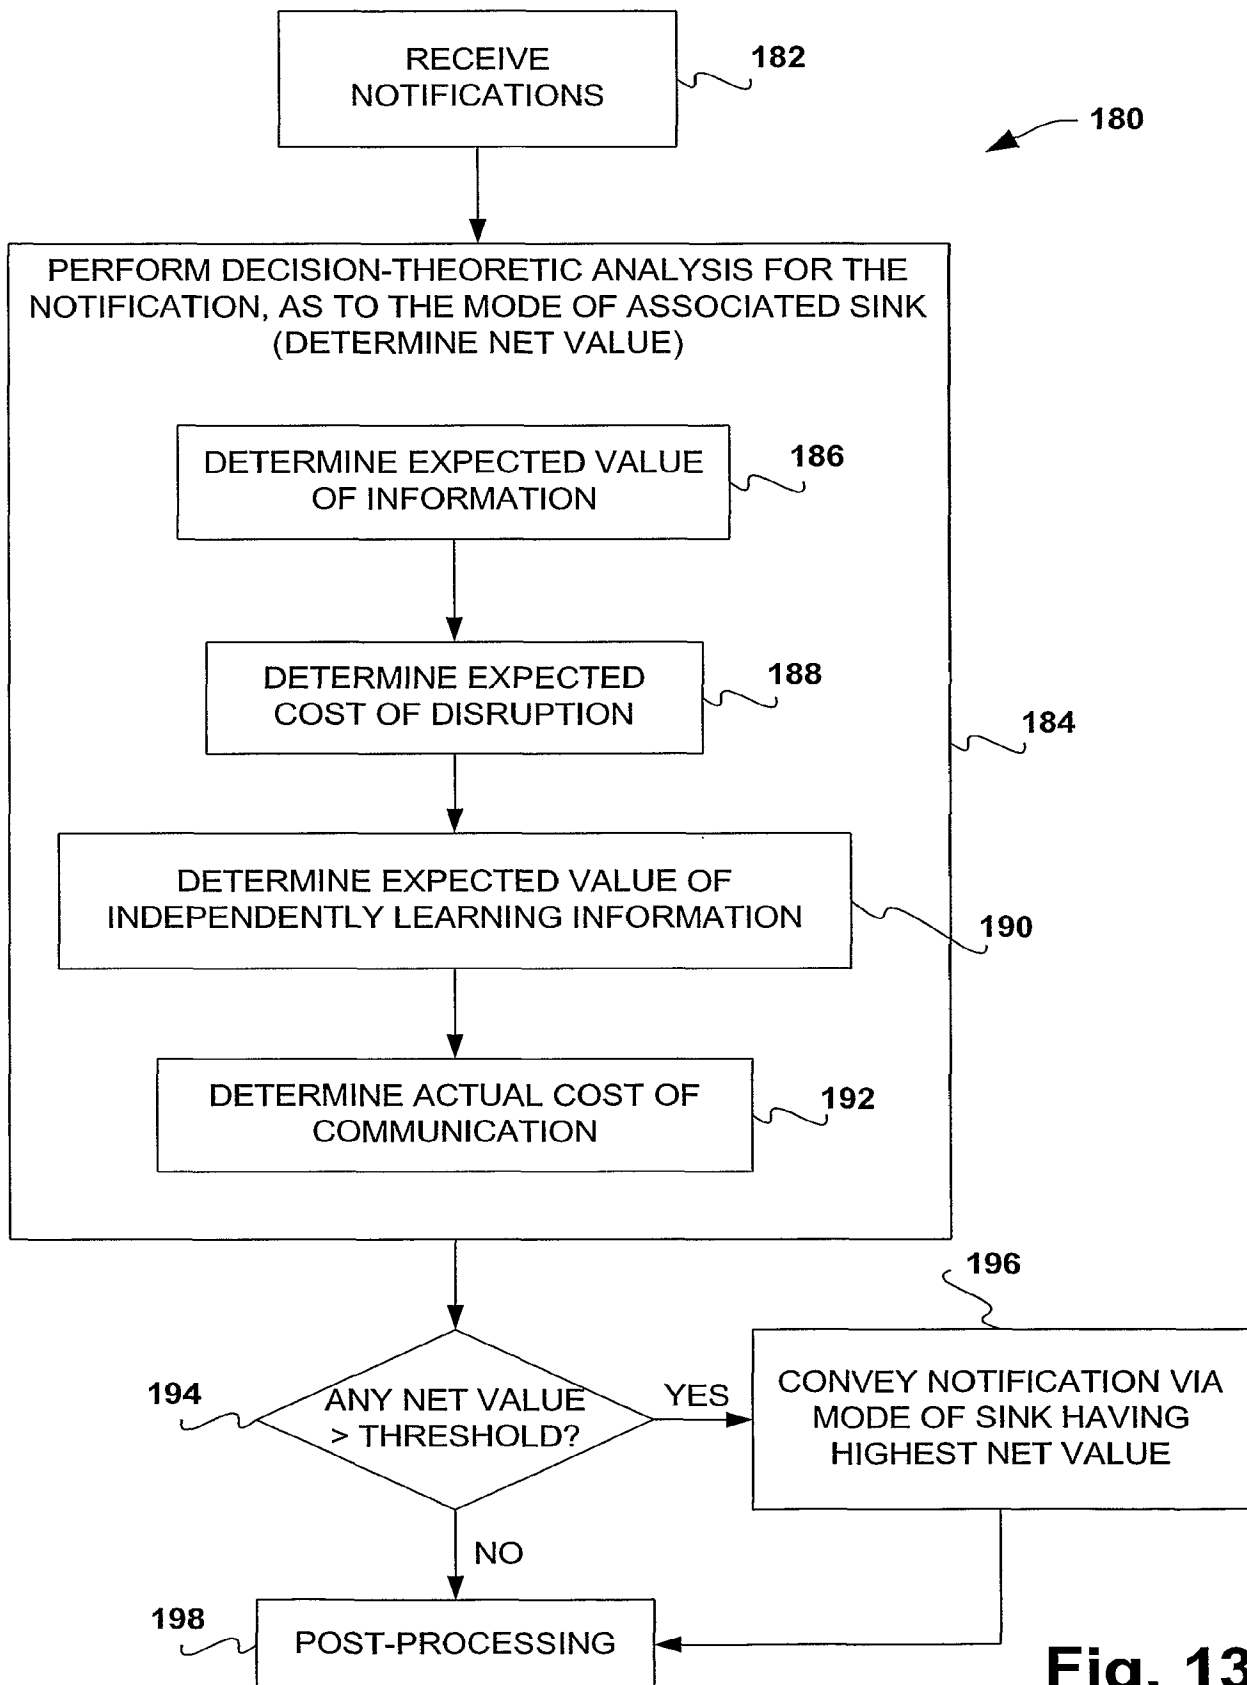 RECEIVE
NOTIFICATIONS
182
180
PERFORM DECISION-THEORETIC ANALYSIS FOR THE
NOTIFICATION, AS TO THE MODE OF ASSOCIATED SINK
(DETERMINE NET VALUE)
DETERMINE EXPECTED VALUE
OF INFORMATION
186
DETERMINE EXPECTED
COST OF DISRUPTION
188
184
DETERMINE EXPECTED VALUE OF
INDEPENDENTLY LEARNING INFORMATION
190
DETERMINE ACTUAL COST OF
COMMUNICATION
192
194
ANY NET VALUE
> THRESHOLD?
YES
196
CONVEY NOTIFICATION VIA
MODE OF SINK HAVING
HIGHEST NET VALUE
NO
198
POST-PROCESSING
Fig. 13